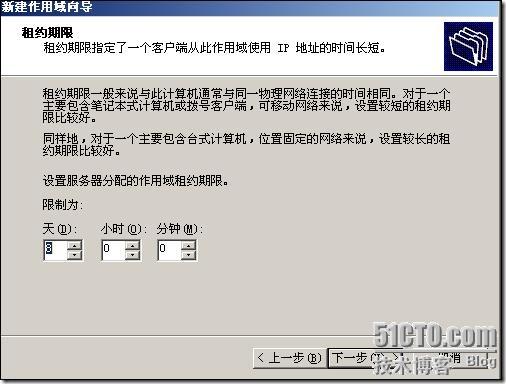 新建作用域向导
租约期限
租约期限指定了一个客户端从此作用域使用 IP 地址的时间长短。
租约期限一般来说与此计算机通常与同一物理网络连接的时间相同。对于一个
主要包含笔记本式计算机或拨号客户端，可移动网络来说，设置较短的租约期
限比较好。
同样地，对于一个主要包含台式计算机，位置固定的网络来说，设置较长的租
约期限比较好。
设置服务器分配的作用域租约期限。
限制为:
天(D): 小时(O): 分钟(M):
8 0 0
< 上一步(B) 下一步(N) > 取消
51CTO.com
技术博客 Blog